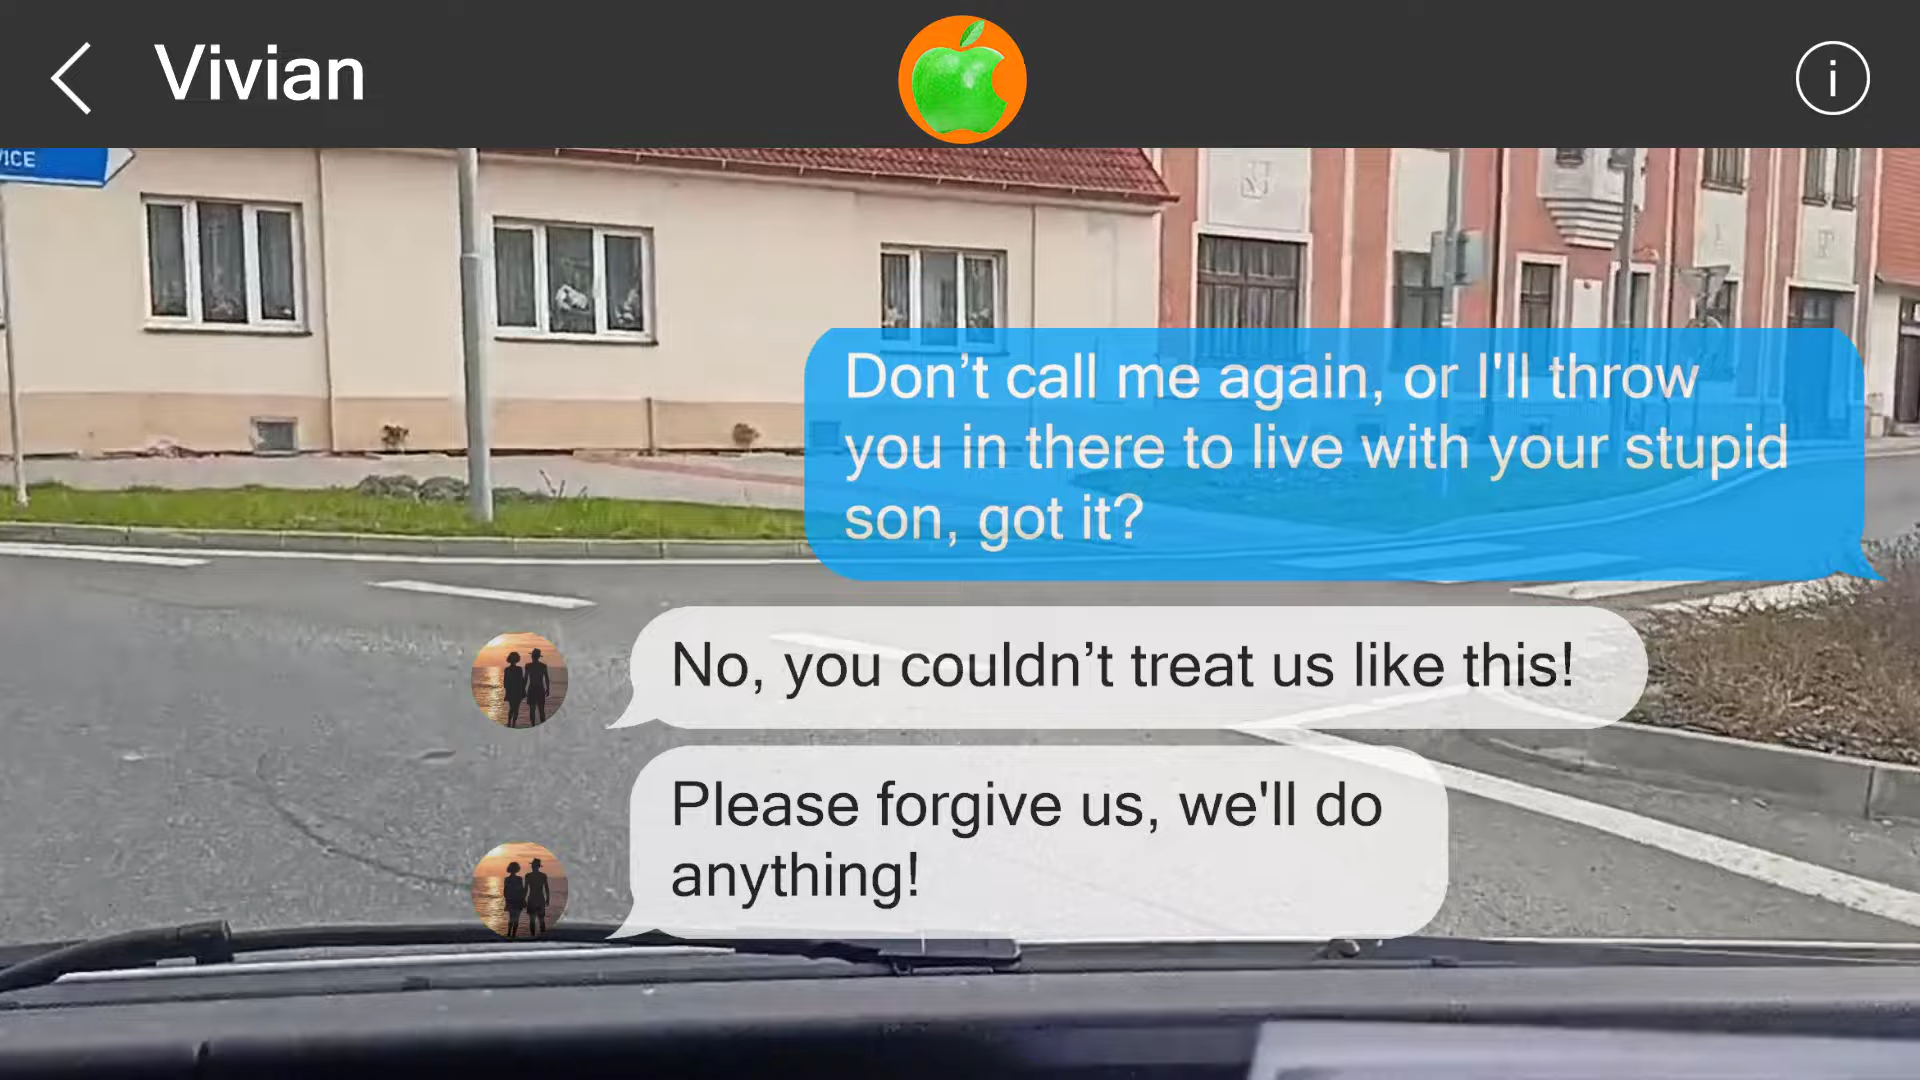 Vivian
i
VICE
Don’t call me again, or I'll throw
you in there to live with your stupid
son, got it?
No, you couldn’t treat us like this!
Please forgive us, we'll do
anything!